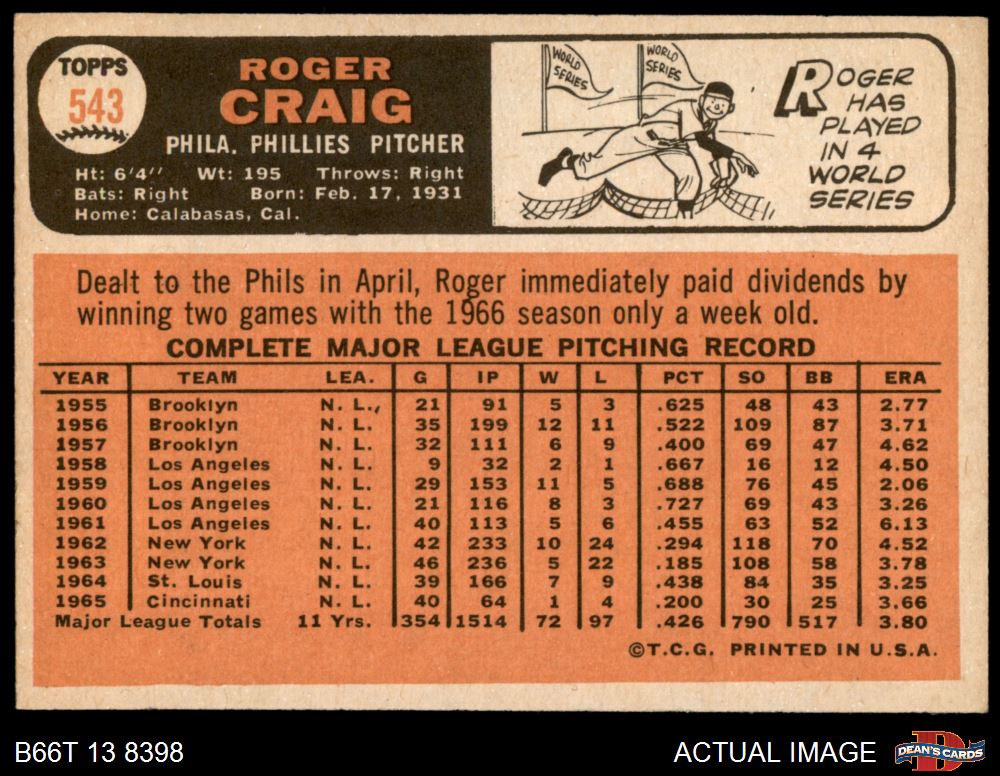 TOPPS
543
ROGER
CRAIG
PHILA. PHILLIES PITCHER
Ht: 6'4" Wt: 195 Throws: Right
Bats: Right Born: Feb. 17, 1931
Home: Calabasas, Cal.
WORLD SERIES
WORLD SERIES
ROGER
HAS
PLAYED
IN 4
WORLD
SERIES
Dealt to the Phils in April, Roger immediately paid dividends by
winning two games with the 1966 season only a week old.
COMPLETE MAJOR LEAGUE PITCHING RECORD
YEAR TEAM LEA. G IP W L PCT SO BB ERA
1955 Brooklyn N. L. 21 91 5 3 .625 48 43 2.77
1956 Brooklyn N. L. 35 199 12 11 .522 109 87 3.71
1957 Brooklyn N. L. 32 111 6 9 .400 69 47 4.62
1958 Los Angeles N. L. 9 32 2 1 .667 16 12 4.50
1959 Los Angeles N. L. 29 153 11 5 .688 76 45 2.06
1960 Los Angeles N. L. 21 116 8 3 .727 69 43 3.26
1961 Los Angeles N. L. 40 113 5 6 .455 63 52 6.13
1962 New York N. L. 42 233 10 24 .294 118 70 4.52
1963 New York N. L. 46 236 5 22 .185 108 58 3.78
1964 St. Louis N. L. 39 166 7 9 .438 84 35 3.25
1965 Cincinnati N. L. 40 64 1 4 .200 30 25 3.66
Major League Totals 11 Yrs. 354 1514 72 97 .426 790 517 3.80
©T.C.G. PRINTED IN U.S.A.
B66T 13 8398
ACTUAL IMAGE
D
DEAN'S CARDS